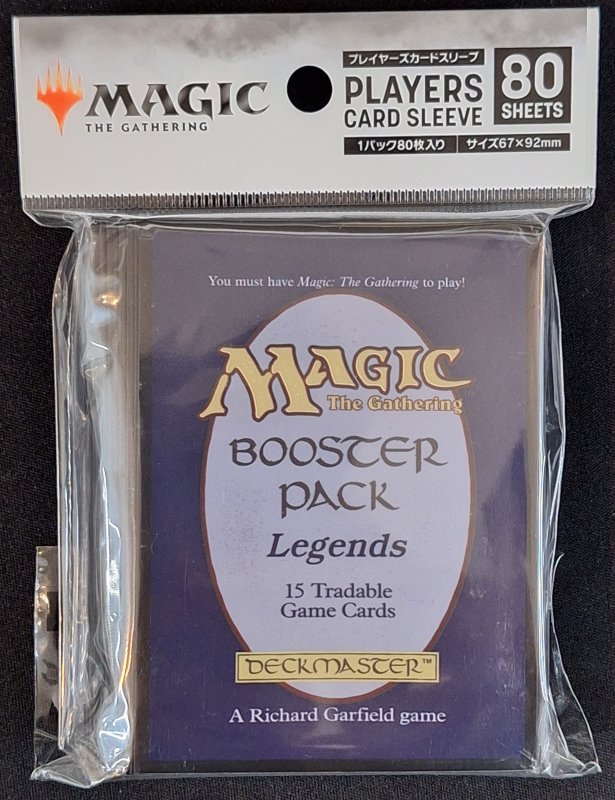 MAGIC
THE GATHERING
プレイヤーズカードスリーブ
PLAYERS
CARD SLEEVE
80
SHEETS
1パック80枚入り
サイズ67×92mm
You must have Magic: The Gathering to play!
MAGIC
The Gathering
BOOSTER
PACK
Legends
15 Tradable
Game Cards
DECKMASTER™
A Richard Garfield game